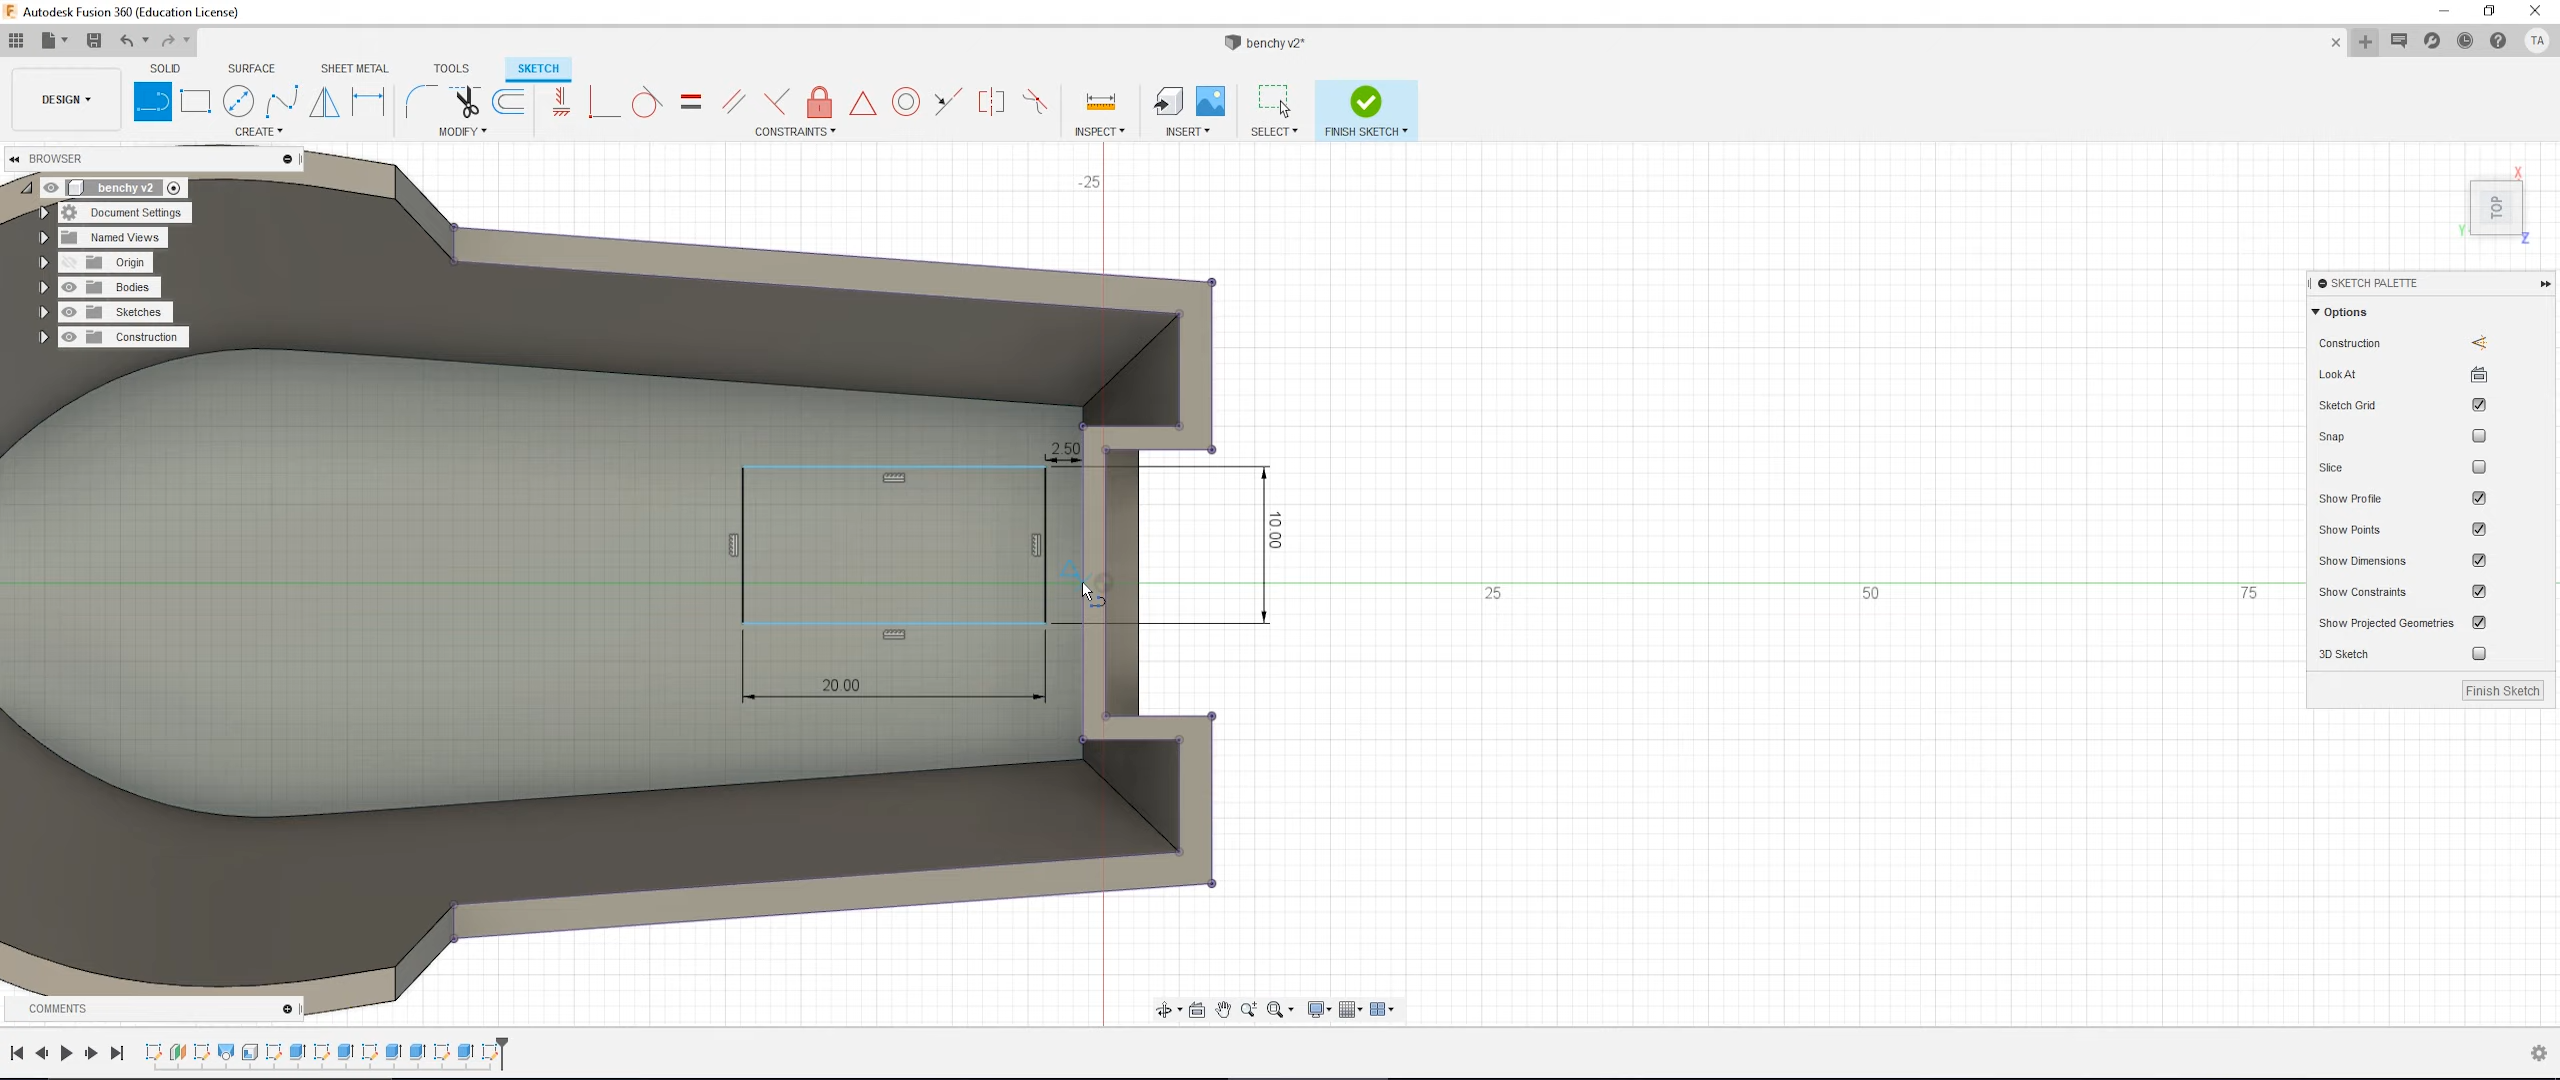 Autodesk Fusion 360 (Education License)
benchy v2*
TA
SOLID
SURFACE
SHEET METAL
TOOLS
SKETCH
DESIGN
CREATE
MODIFY
CONSTRAINTS
INSPECT
INSERT
SELECT
FINISH SKETCH
BROWSER
benchy v2
Document Settings
Named Views
Origin
Bodies
Sketches
Construction
-25
X
TOP
Y
Z
2.50
10.00
20.00
25
50
75
SKETCH PALETTE
Options
Construction
Look At
Sketch Grid
Snap
Slice
Show Profile
Show Points
Show Dimensions
Show Constraints
Show Projected Geometries
3D Sketch
Finish Sketch
COMMENTS